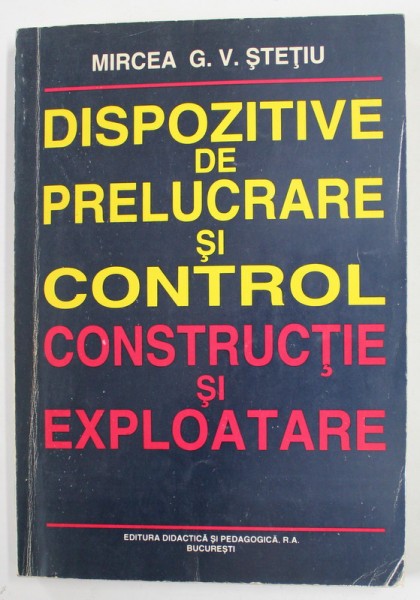 MIRCEA G. V. ŞTEŢIU
DISPOZITIVE
DE
PRELUCRARE
ŞI
CONTROL
CONSTRUCŢIE
ŞI
EXPLOATARE
EDITURA DIDACTICĂ ŞI PEDAGOGICĂ, R.A.
BUCUREŞTI